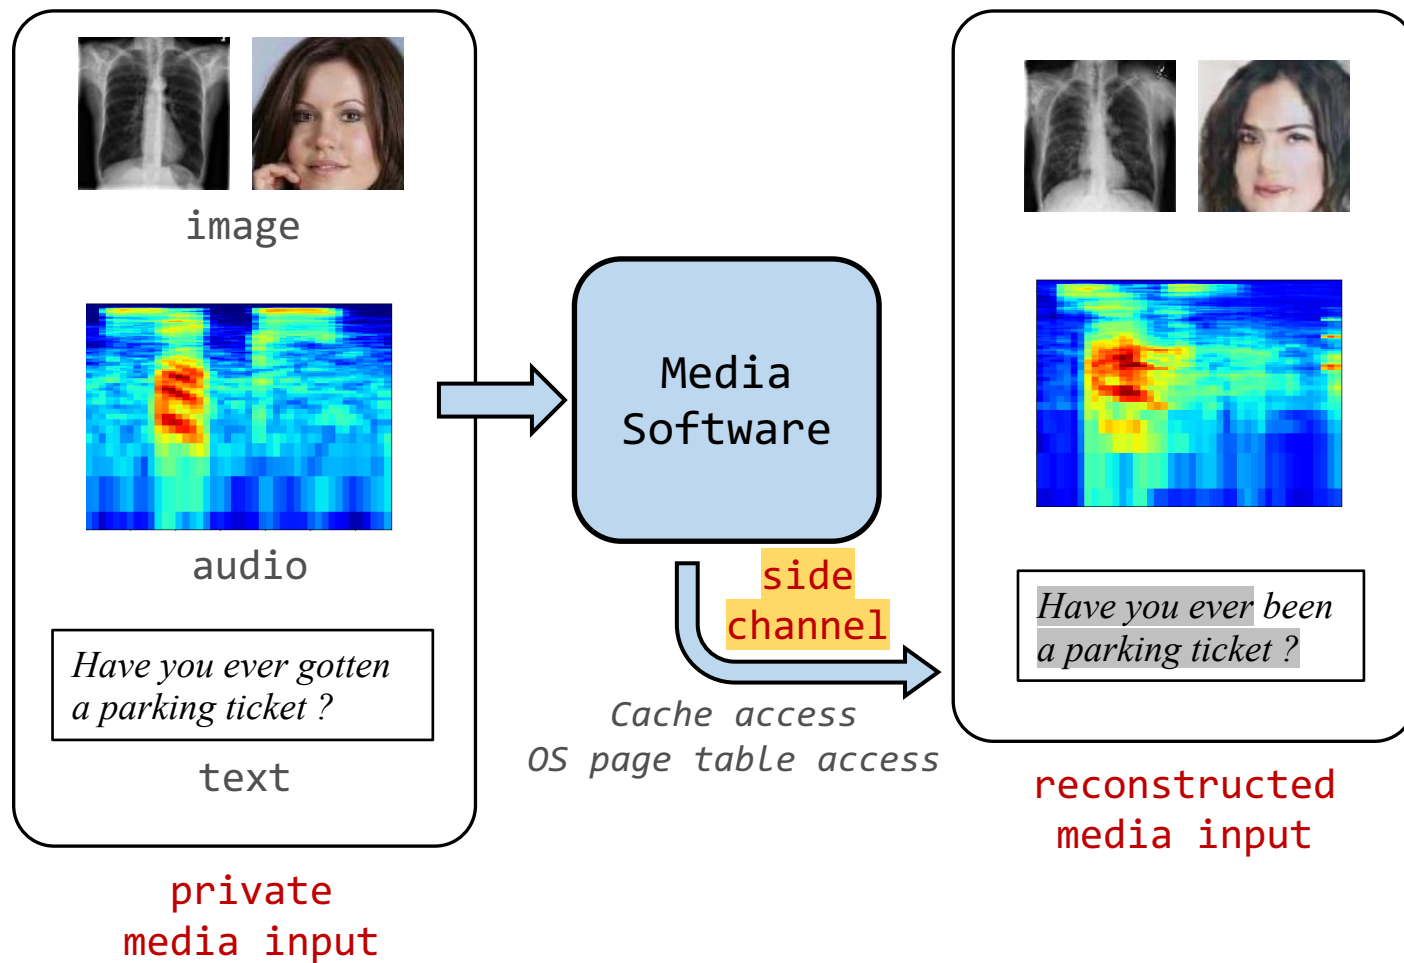 image
audio
Have you ever gotten
a parking ticket ?
text
private
media input
Media
Software
side
channel
Cache access
OS page table access
Have you ever been
a parking ticket ?
reconstructed
media input